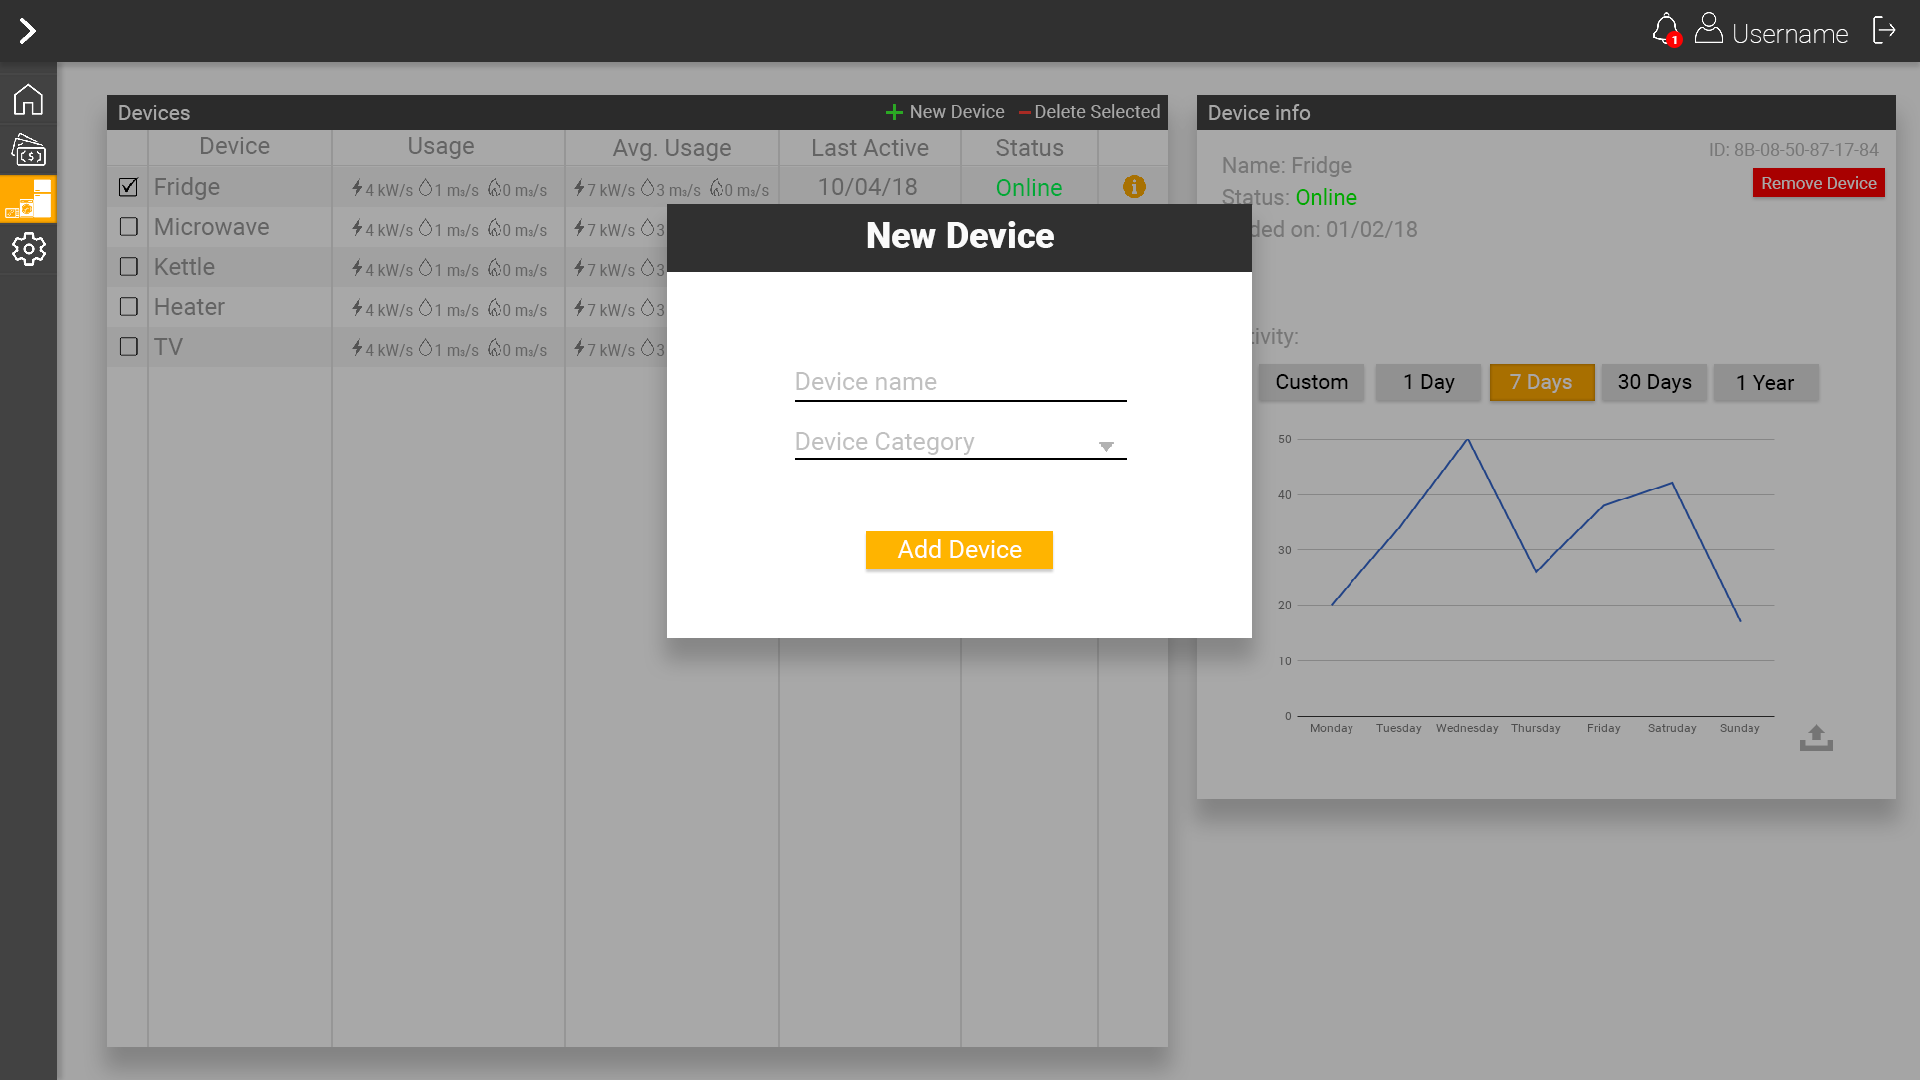 1
Username
Devices
New Device
Delete Selected
Device Usage Avg. Usage Last Active Status
Fridge 4 kW/s 1 m₃/s 0 m₃/s 7 kW/s 3 m₃/s 0 m₃/s 10/04/18 Online
Microwave 4 kW/s 1 m₃/s 0 m₃/s 7 kW/s 3
Kettle 4 kW/s 1 m₃/s 0 m₃/s 7 kW/s 3
Heater 4 kW/s 1 m₃/s 0 m₃/s 7 kW/s 3
TV 4 kW/s 1 m₃/s 0 m₃/s 7 kW/s 3
New Device
Device name
Device Category
Add Device
Device info
ID: 8B-08-50-87-17-84
Name: Fridge
Remove Device
Status: Online
ded on: 01/02/18
ivity:
Custom 1 Day 7 Days 30 Days 1 Year
50
40
30
20
10
0
Monday Tuesday Wednesday Thursday Friday Satruday Sunday